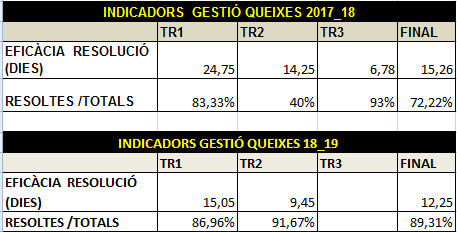 INDICADORS GESTIÓ QUEIXES 2017_18
TR1 TR2 TR3 FINAL
EFICÀCIA RESOLUCIÓ
(DIES) 24,75 14,25 6,78 15,26
RESOLTES /TOTALS 83,33% 40% 93% 72,22%
INDICADORS GESTIÓ QUEIXES 18_19
TR1 TR2 TR3 FINAL
EFICÀCIA RESOLUCIÓ
(DIES) 15,05 9,45 12,25
RESOLTES /TOTALS 86,96% 91,67% 89,31%